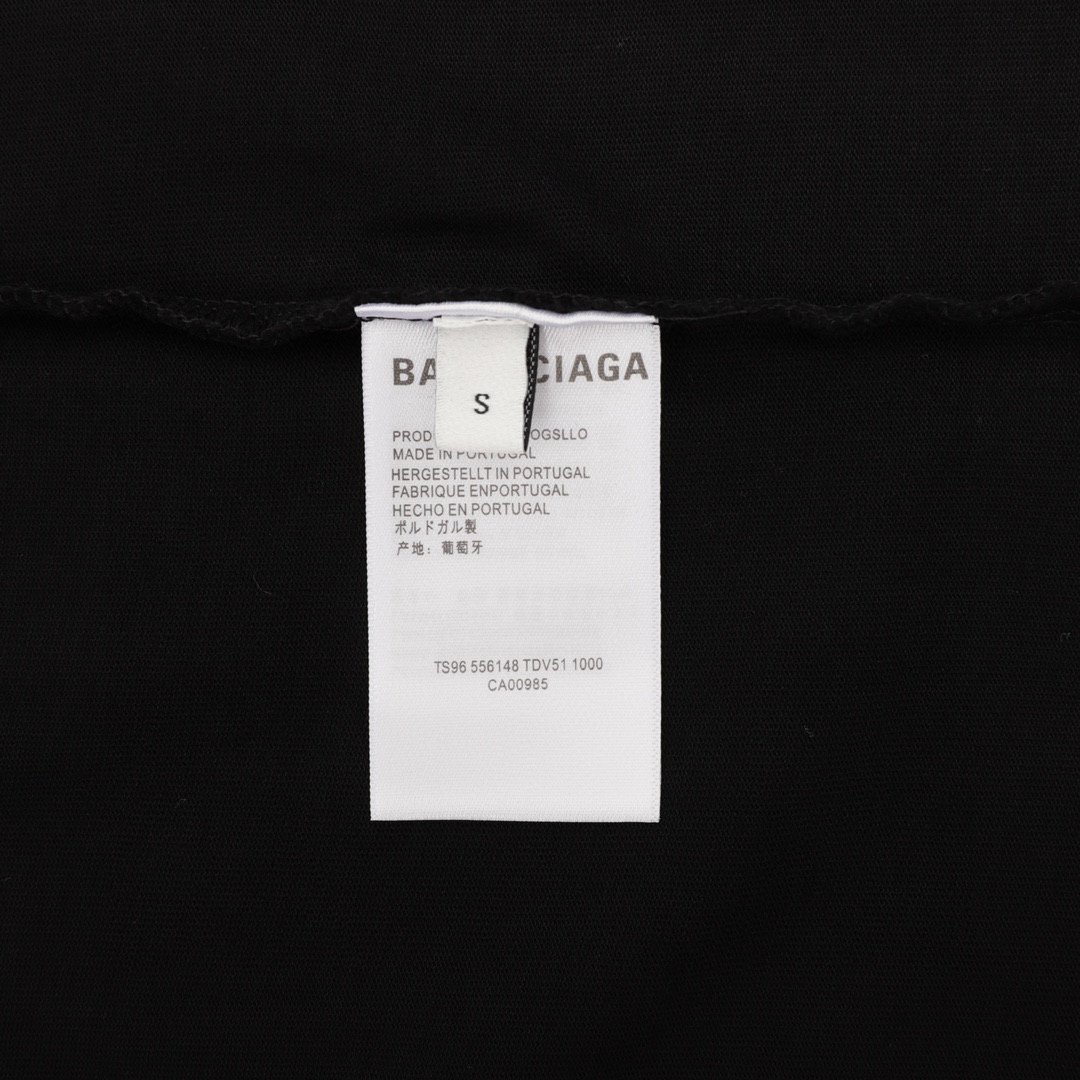 BA CIAGA
S
PROD OGSLLO
MADE IN PORTUGAL
HERGESTELLT IN PORTUGAL
FABRIQUE ENPORTUGAL
HECHO EN PORTUGAL
ポルドガル製
产地：葡萄牙
TS96 556148 TDV51 1000
CA00985